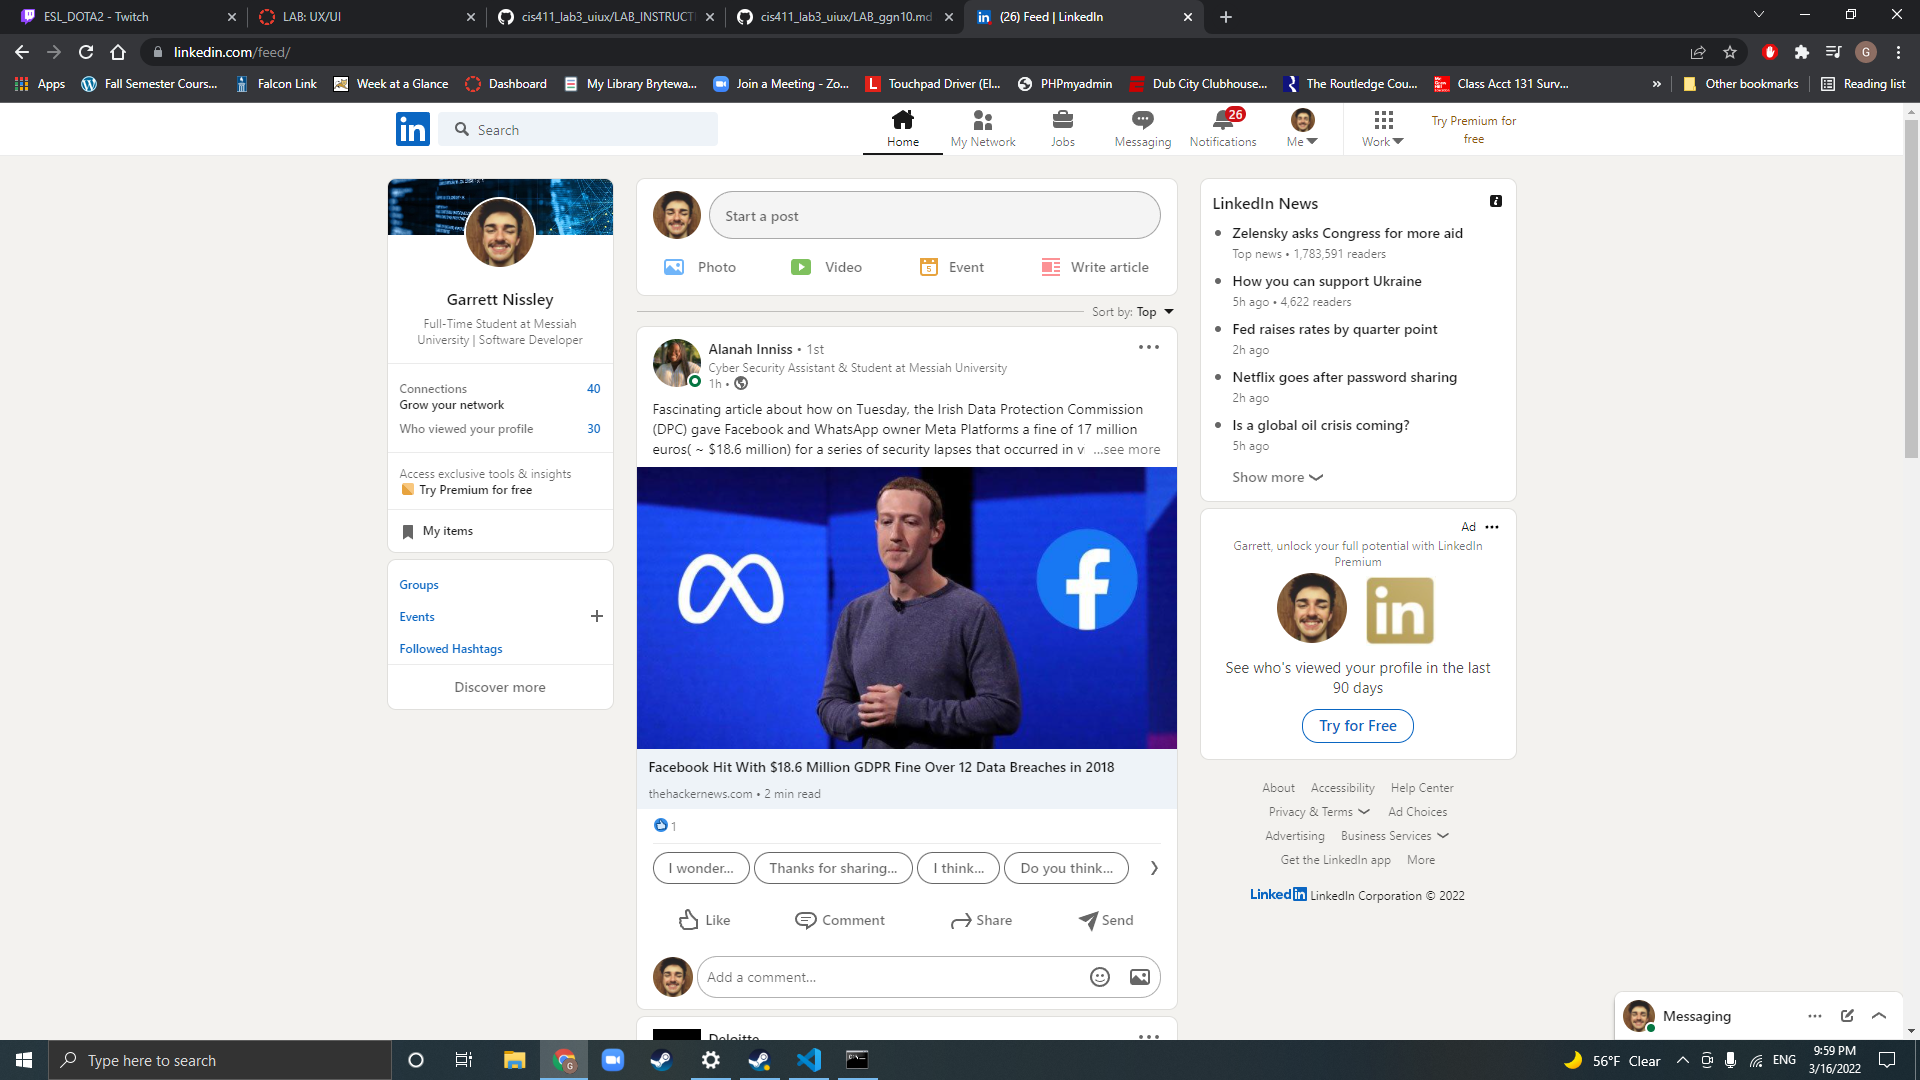 ESL_DOTA2 - Twitch
LAB: UX/UI
cis411_lab3_uiux/LAB_INSTRUCTI
cis411_lab3_uiux/LAB_ggn10.md
(26) Feed | LinkedIn
linkedin.com/feed/
G
Apps
Fall Semester Cours...
Falcon Link
Week at a Glance
Dashboard
My Library Brytewa...
Join a Meeting - Zo...
Touchpad Driver (El...
PHPmyadmin
Dub City Clubhouse...
The Routledge Cou...
Class Acct 131 Surv...
»
Other bookmarks
Reading list
in
Search
Home
My Network
Jobs
Messaging
26
Notifications
Me
Work
Try Premium for
free
Garrett Nissley
Full-Time Student at Messiah
University | Software Developer
Connections 40
Grow your network
Who viewed your profile 30
Access exclusive tools & insights
Try Premium for free
My items
Groups
Events
Followed Hashtags
Discover more
Start a post
Photo
Video
Event
Write article
Sort by: Top
Alanah Inniss • 1st
Cyber Security Assistant & Student at Messiah University
1h •
Fascinating article about how on Tuesday, the Irish Data Protection Commission
(DPC) gave Facebook and WhatsApp owner Meta Platforms a fine of 17 million
euros( ~ $18.6 million) for a series of security lapses that occurred in v ...see more
f
Facebook Hit With $18.6 Million GDPR Fine Over 12 Data Breaches in 2018
thehackernews.com • 2 min read
1
I wonder...
Thanks for sharing...
I think...
Do you think...
Like
Comment
Share
Send
Add a comment...
Deloitte
LinkedIn News
Zelensky asks Congress for more aid
Top news • 1,783,591 readers
How you can support Ukraine
5h ago • 4,622 readers
Fed raises rates by quarter point
2h ago
Netflix goes after password sharing
2h ago
Is a global oil crisis coming?
5h ago
Show more
Ad
Garrett, unlock your full potential with LinkedIn
Premium
in
See who's viewed your profile in the last
90 days
Try for Free
About Accessibility Help Center
Privacy & Terms Ad Choices
Advertising Business Services
Get the LinkedIn app More
LinkedIn LinkedIn Corporation © 2022
Messaging
Type here to search
56°F Clear
ENG
9:59 PM
3/16/2022